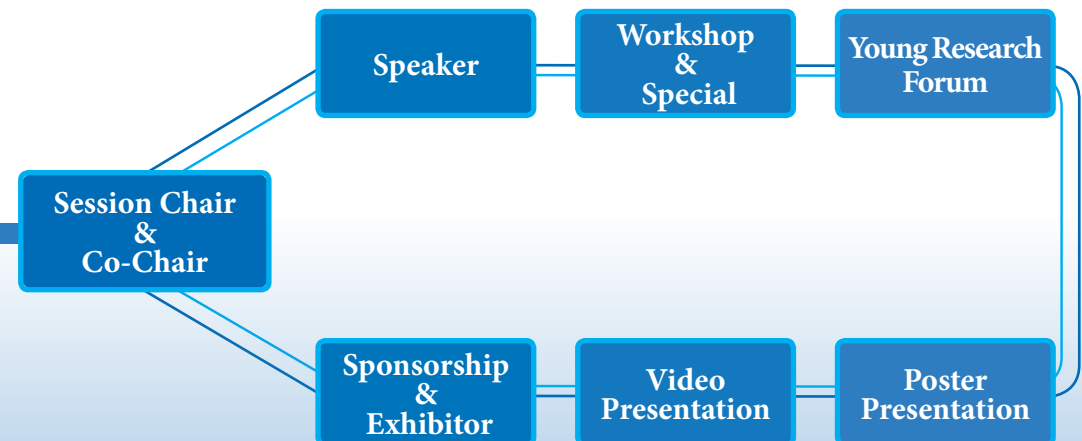 Speaker
Workshop
&
Special
Young Research
Forum
Session Chair
&
Co-Chair
Sponsorship
&
Exhibitor
Video
Presentation
Poster
Presentation